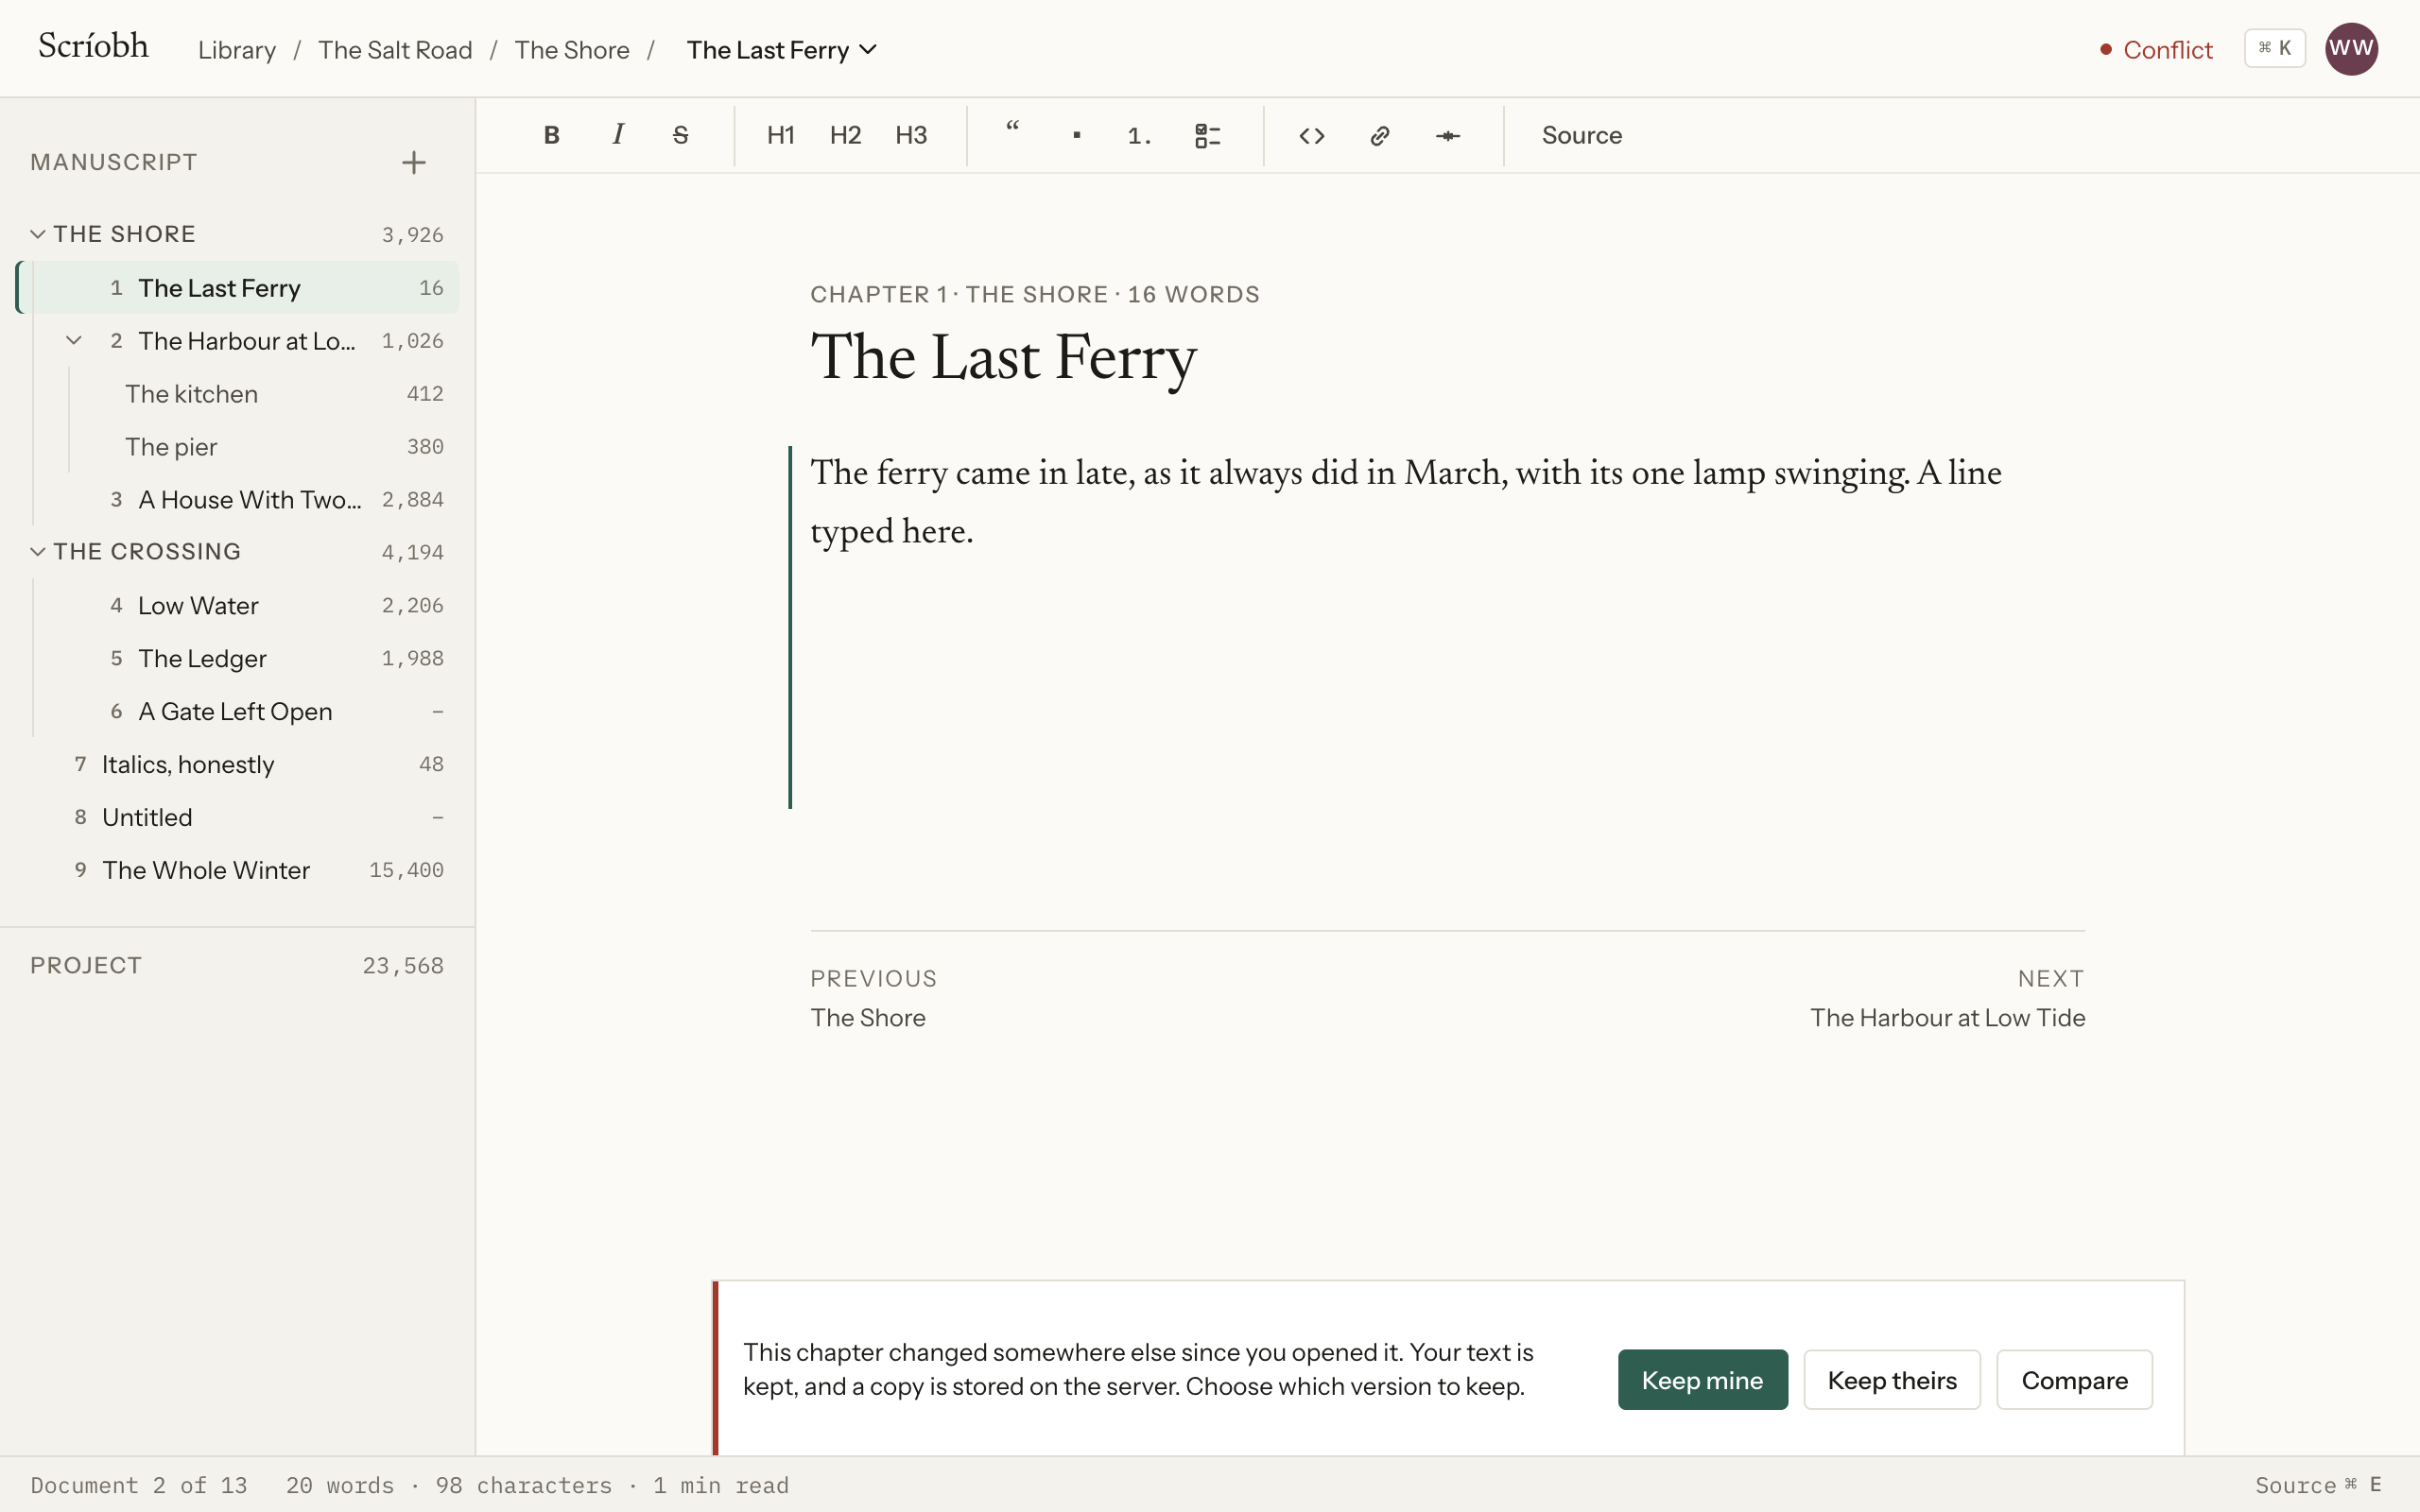 Scríobh Library / The Salt Road / The Shore / The Last Ferry Conflict ⌘ K WW
B I S H1 H2 H3 “ ▪ 1. Source
MANUSCRIPT
THE SHORE 3,926
1 The Last Ferry 16
2 The Harbour at Lo... 1,026
The kitchen 412
The pier 380
3 A House With Two... 2,884
THE CROSSING 4,194
4 Low Water 2,206
5 The Ledger 1,988
6 A Gate Left Open –
7 Italics, honestly 48
8 Untitled –
9 The Whole Winter 15,400
PROJECT 23,568
CHAPTER 1 · THE SHORE · 16 WORDS
The Last Ferry
The ferry came in late, as it always did in March, with its one lamp swinging. A line
typed here.
PREVIOUS
The Shore
NEXT
The Harbour at Low Tide
This chapter changed somewhere else since you opened it. Your text is
kept, and a copy is stored on the server. Choose which version to keep.
Keep mine Keep theirs Compare
Document 2 of 13 20 words · 98 characters · 1 min read Source ⌘ E